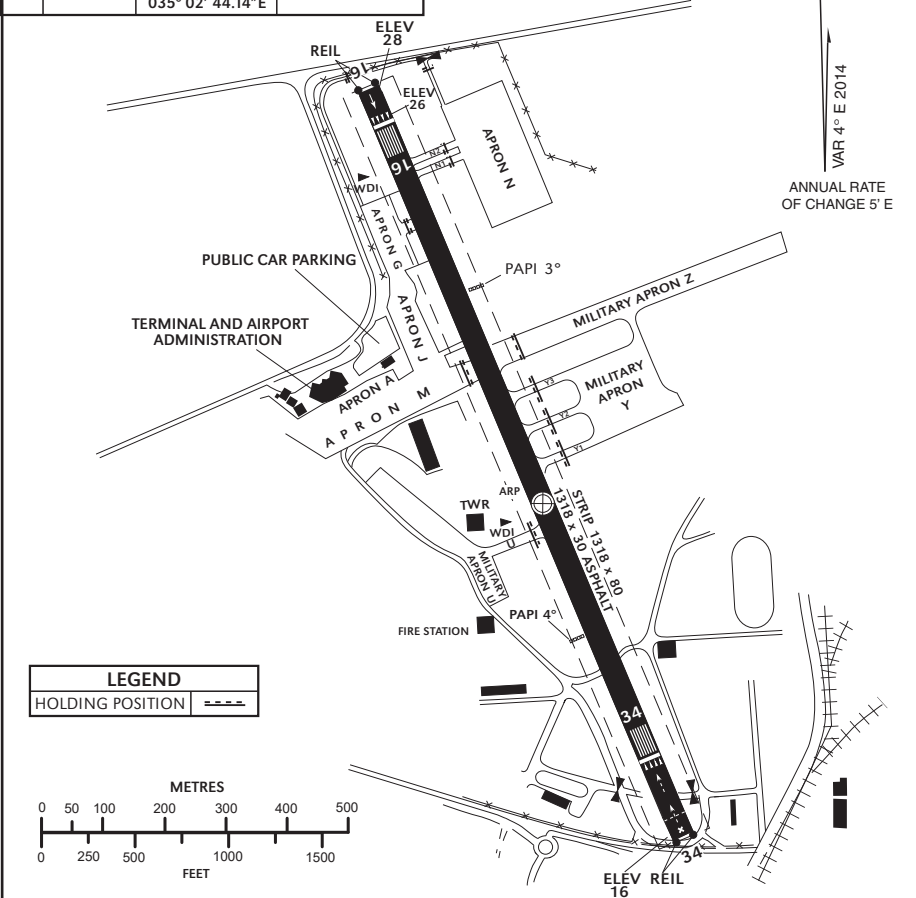 035° 02' 44.14"E
ELEV
28
REIL
16
ELEV
26
VAR 4° E 2014
ANNUAL RATE
OF CHANGE 5' E
APRON N
N2
N1
16
WDI
APRON G
PUBLIC CAR PARKING
PAPI 3°
MILITARY APRON Z
APRON J
TERMINAL AND AIRPORT
ADMINISTRATION
APRON A
APRON M
MILITARY
APRON
Y
Y3
Y2
Y1
ARP
STRIP 1318 x 80
1318 x 30 ASPHALT
TWR
WDI
U
MILITARY
APRON U
PAPI 4°
FIRE STATION
LEGEND
HOLDING POSITION
34
METRES
0 50 100 200 300 400 500
0 250 500 1000 1500
FEET
34
ELEV
16
REIL